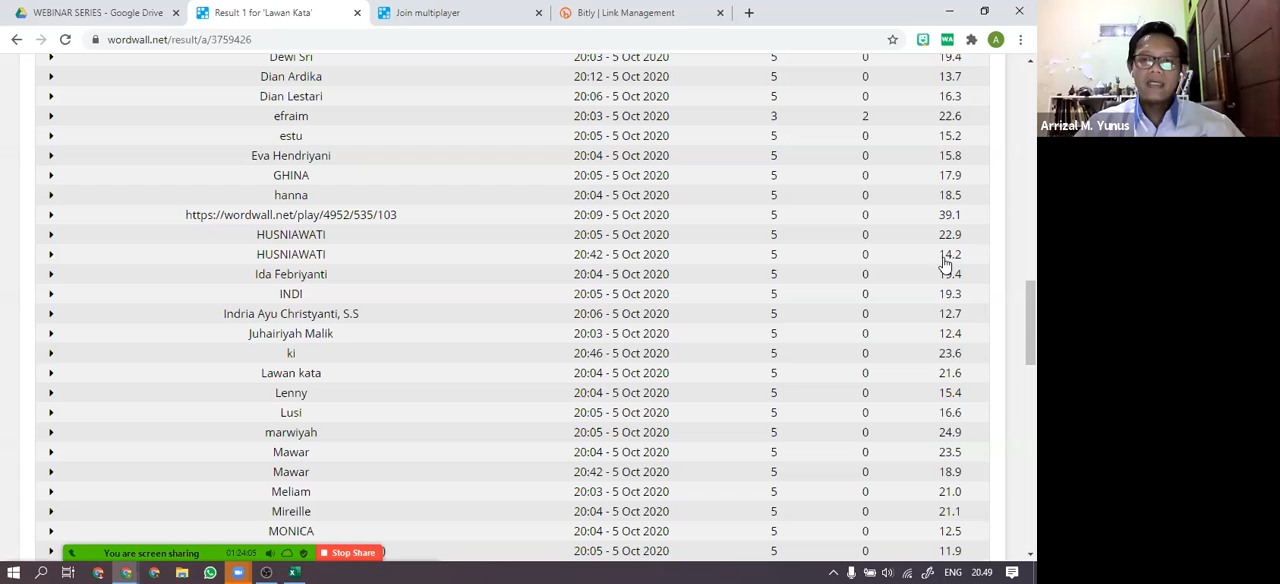 WEBINAR SERIES - Google Drive
Result 1 for 'Lawan Kata'
Join multiplayer
Bitly | Link Management
wordwall.net/result/a/3759426
WA
A
Dewi Sri 20:03 - 5 Oct 2020 5 0 19.4
Dian Ardika 20:12 - 5 Oct 2020 5 0 13.7
Dian Lestari 20:06 - 5 Oct 2020 5 0 16.3
efraim 20:03 - 5 Oct 2020 3 2 22.6
estu 20:05 - 5 Oct 2020 5 0 15.2
Eva Hendriyani 20:04 - 5 Oct 2020 5 0 15.8
GHINA 20:05 - 5 Oct 2020 5 0 17.9
hanna 20:04 - 5 Oct 2020 5 0 18.5
https://wordwall.net/play/4952/535/103 20:09 - 5 Oct 2020 5 0 39.1
HUSNIAWATI 20:05 - 5 Oct 2020 5 0 22.9
HUSNIAWATI 20:42 - 5 Oct 2020 5 0 14.2
Ida Febriyanti 20:04 - 5 Oct 2020 5 0
INDI 20:05 - 5 Oct 2020 5 0 19.3
Indria Ayu Christyanti, S.S 20:06 - 5 Oct 2020 5 0 12.7
Juhairiyah Malik 20:03 - 5 Oct 2020 5 0 12.4
ki 20:46 - 5 Oct 2020 5 0 23.6
Lawan kata 20:04 - 5 Oct 2020 5 0 21.6
Lenny 20:04 - 5 Oct 2020 5 0 15.4
Lusi 20:05 - 5 Oct 2020 5 0 16.6
marwiyah 20:05 - 5 Oct 2020 5 0 24.9
Mawar 20:04 - 5 Oct 2020 5 0 23.5
Mawar 20:42 - 5 Oct 2020 5 0 18.9
Meliam 20:03 - 5 Oct 2020 5 0 21.0
Mireille 20:04 - 5 Oct 2020 5 0 21.1
MONICA 20:04 - 5 Oct 2020 5 0 12.5
) 20:05 - 5 Oct 2020 5 0 11.9
You are screen sharing 01:24:05 Stop Share
ENG 20.49
Arrizal M. Yunus